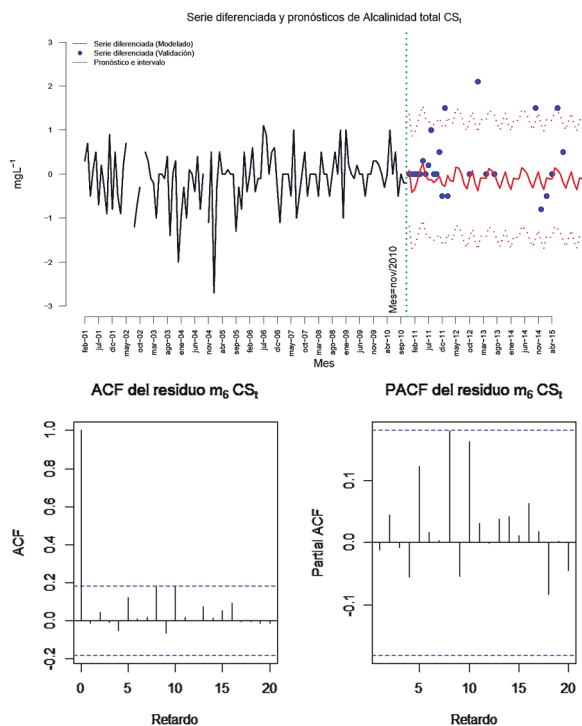 Serie diferenciada y pronósticos de Alcalinidad total CSt
Serie diferenciada (Modelado)
Serie diferenciada (Validación)
Pronóstico e intervalo
mgL−1
3
2
1
0
−1
−2
−3
Mes=nov/2010
feb-01
jul-01
dic-01
may-02
oct-02
mar-03
ago-03
ene-04
jun-04
nov-04
abr-05
sep-05
feb-06
jul-06
dic-06
may-07
oct-07
mar-08
ago-08
ene-09
jun-09
nov-09
abr-10
sep-10
feb-11
jul-11
dic-11
may-12
oct-12
mar-13
ago-13
ene-14
jun-14
nov-14
abr-15
Mes
ACF del residuo m6 CSt
ACF
1.0
0.8
0.6
0.4
0.2
0.0
-0.2
0 5 10 15 20
Retardo
PACF del residuo m6 CSt
Partial ACF
0.1
0.0
-0.1
5 10 15 20
Retardo